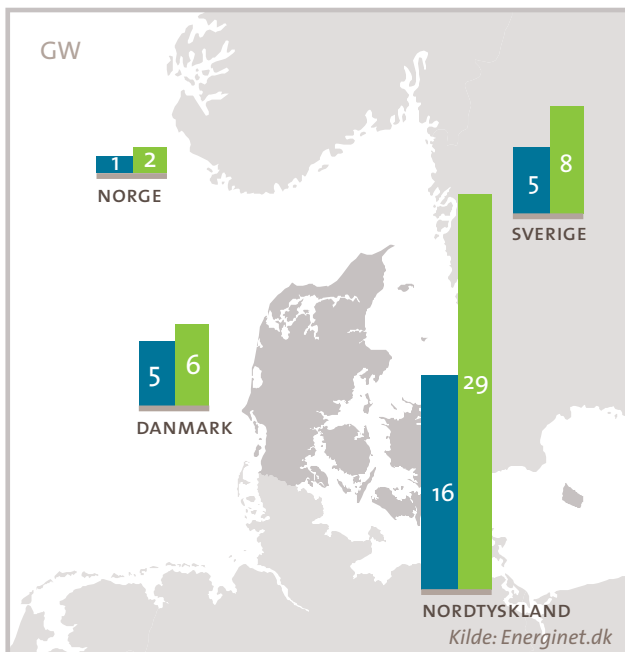 GW
1
2
NORGE
5
8
SVERIGE
5
6
DANMARK
16
29
NORDTYSKLAND
Kilde: Energinet.dk